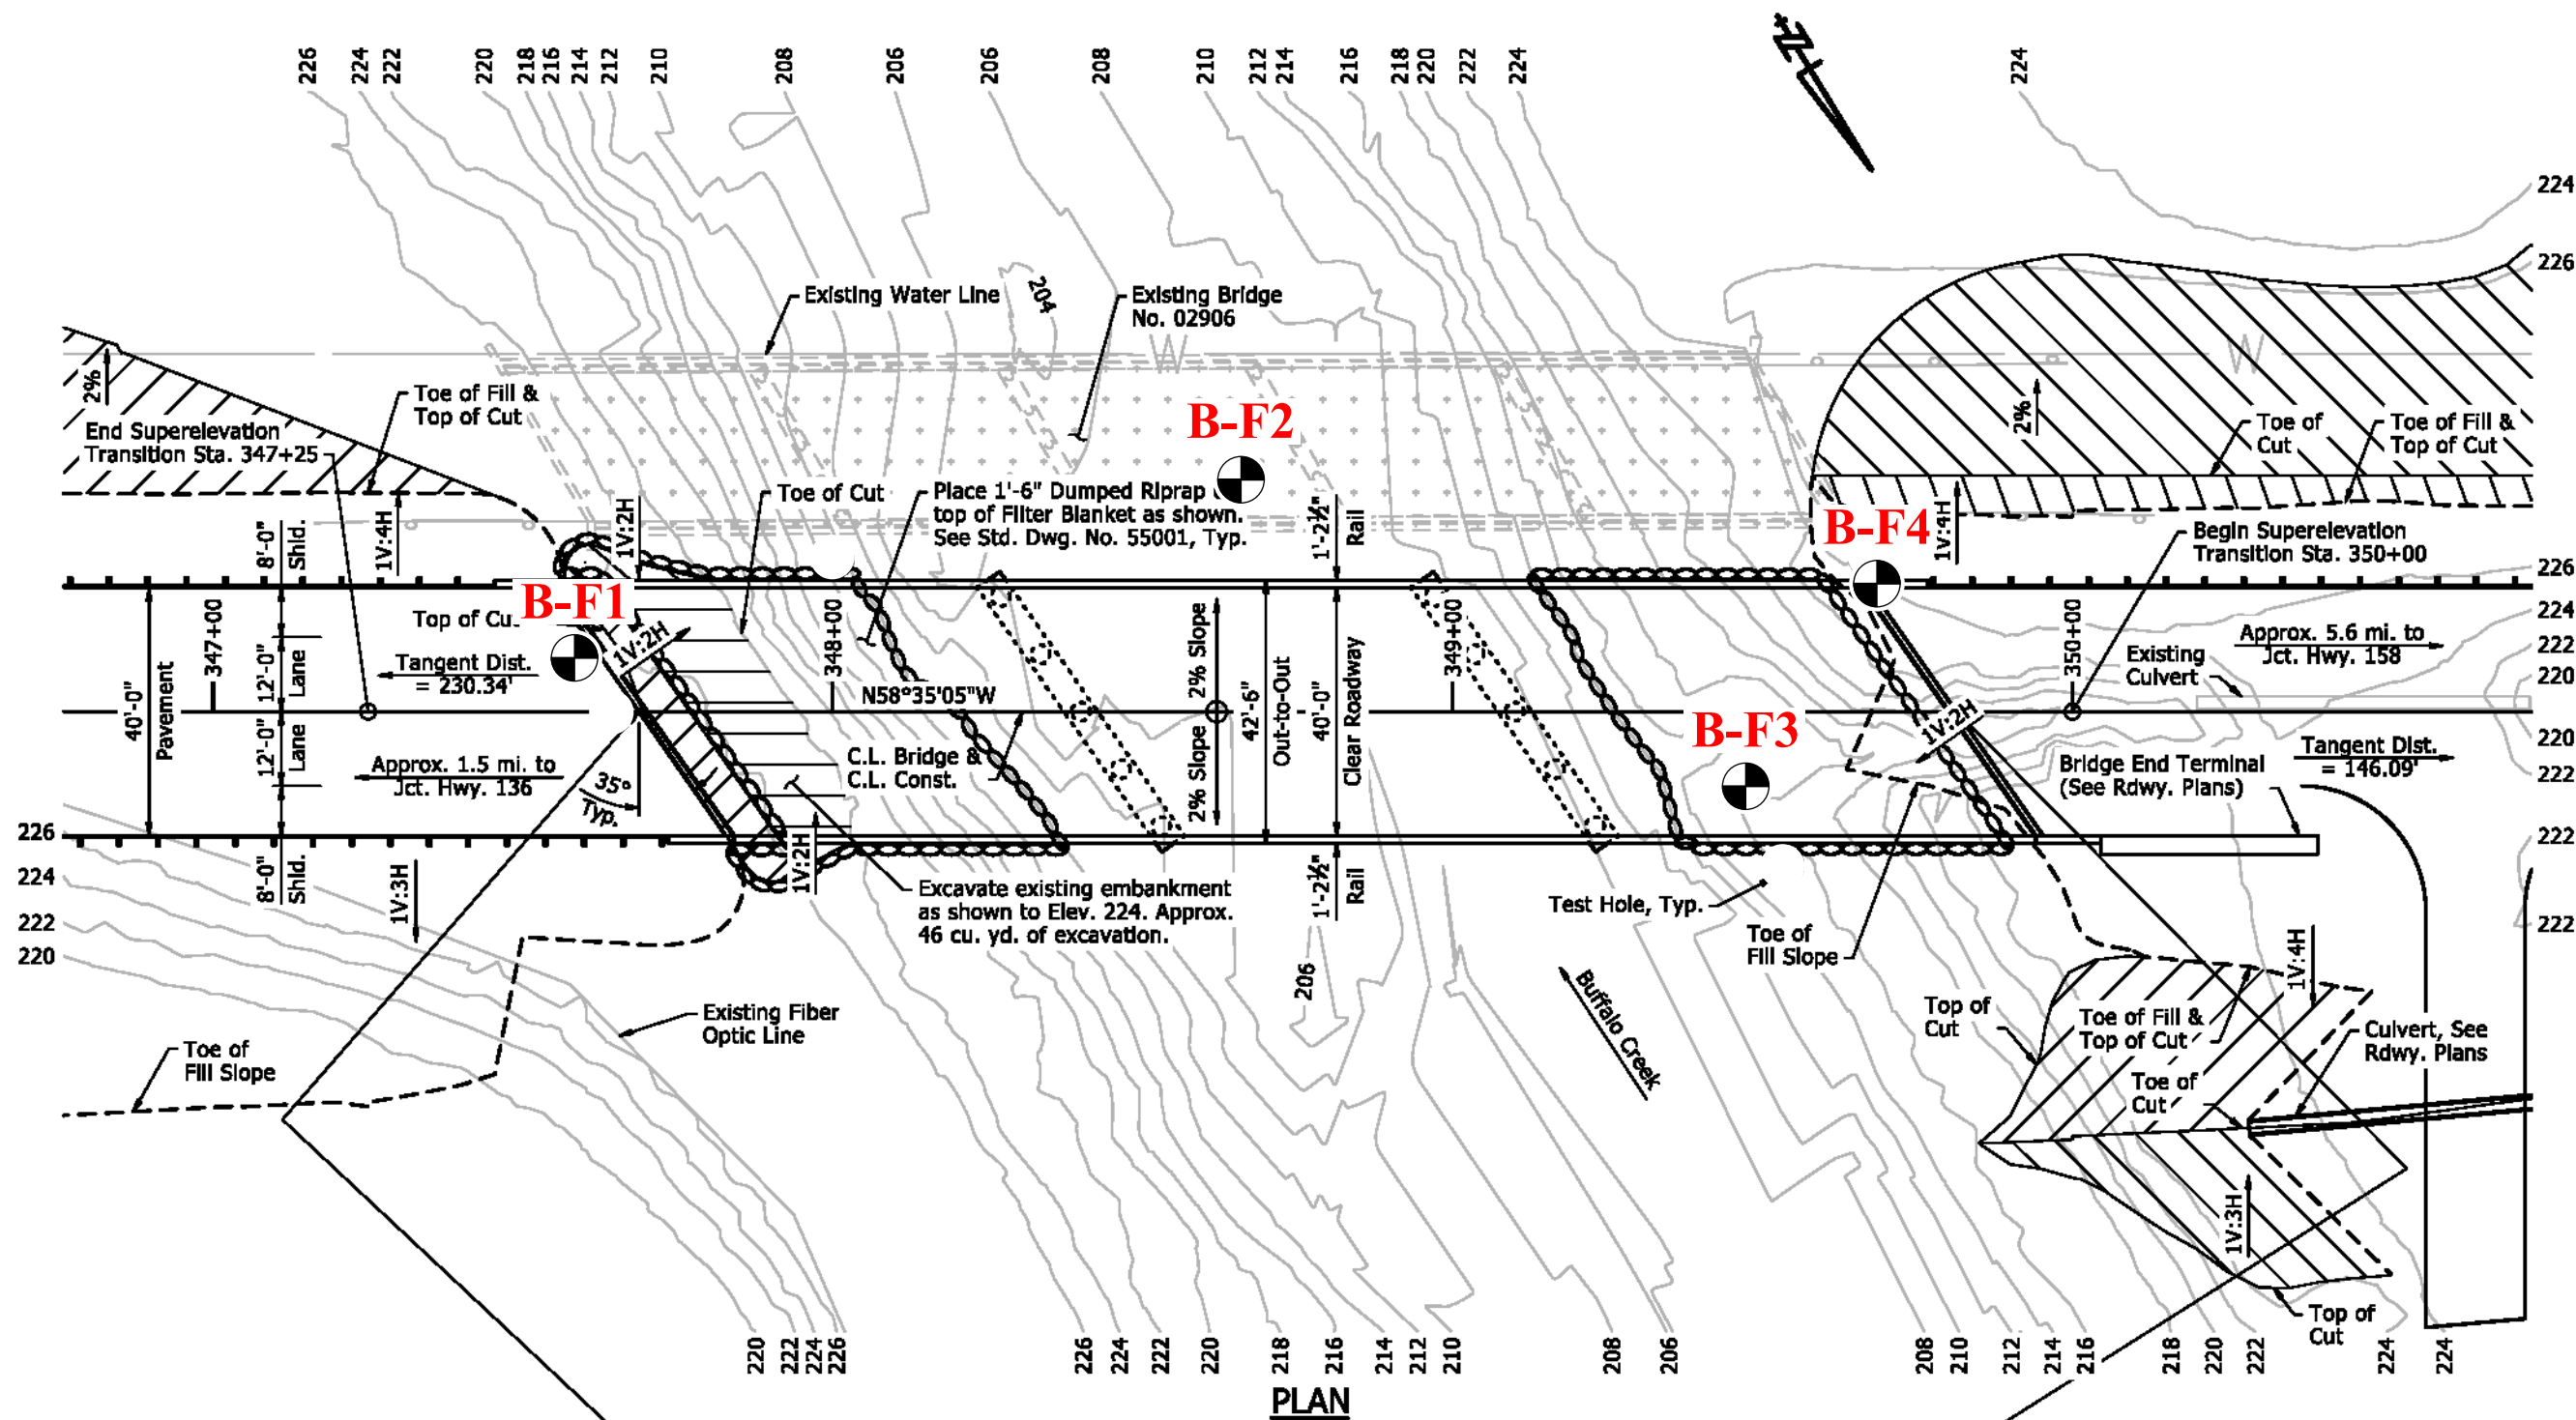 226
224
222
220
218
216
214
212
210
208
206
206
208
210
212
214
216
218
220
222
224
224
224
226
Existing Water Line
204
Existing Bridge
No. 02906
W
W
2%
Toe of Fill &
Top of Cut
End Superelevation
Transition Sta. 347+25
B-F2
2%
Toe of
Cut
Toe of Fill &
Top of Cut
8'-0"
Shld.
1V:4H
1V:2H
Toe of Cut
Place 1'-6" Dumped Riprap
top of Filter Blanket as shown.
See Std. Dwg. No. 55001, Typ.
1'-2½"
Rail
B-F4
1V:4H
Begin Superelevation
Transition Sta. 350+00
226
224
222
220
220
222
222
222
B-F1
Top of Cut
1V:2H
347+00
348+00
349+00
350+00
40'-0"
Pavement
12'-0"
Lane
12'-0"
Lane
Tangent Dist.
= 230.34'
N58°35'05"W
2% Slope
2% Slope
42'-6"
Out-to-Out
40'-0"
Clear Roadway
B-F3
1V:2H
Approx. 5.6 mi. to
Jct. Hwy. 158
Existing
Culvert
Approx. 1.5 mi. to
Jct. Hwy. 136
35°
Typ.
C.L. Bridge &
C.L. Const.
Bridge End Terminal
(See Rdwy. Plans)
Tangent Dist.
= 146.09'
226
224
222
220
8'-0"
Shld.
1V:3H
1V:2H
Excavate existing embankment
as shown to Elev. 224. Approx.
46 cu. yd. of excavation.
1'-2½"
Rail
206
Test Hole, Typ.
Toe of
Fill Slope
Buffalo Creek
1V:4H
Existing Fiber
Optic Line
Toe of
Fill Slope
Top of
Cut
Toe of Fill &
Top of Cut
Culvert, See
Rdwy. Plans
Toe of
Cut
1V:3H
Top of
Cut
220
222
224
226
226
224
222
220
218
216
214
212
210
208
206
208
210
212
214
216
218
220
222
224
224
PLAN